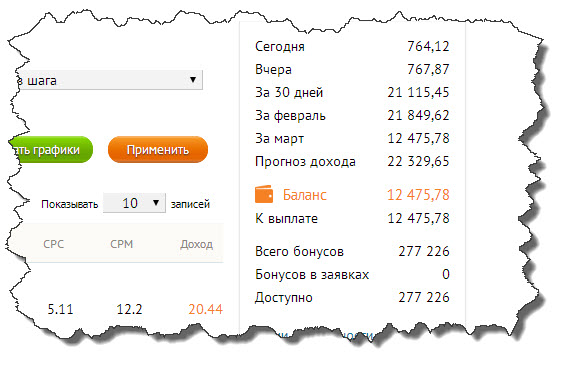 в шага
графики
Применить
Показывать 10 записей
CPC CPM Доход
5.11 12.2 20.44
Сегодня 764,12
Вчера 767,87
За 30 дней 21 115,45
За февраль 21 849,62
За март 12 475,78
Прогноз дохода 22 329,65
Баланс 12 475,78
К выплате 12 475,78
Всего бонусов 277 226
Бонусов в заявках 0
Доступно 277 226